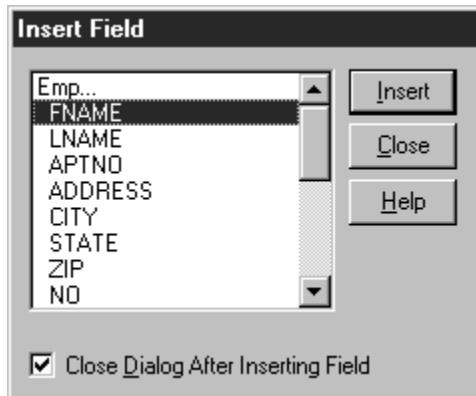 Insert Field
Emp...
FNAME
LNAME
APTNO
ADDRESS
CITY
STATE
ZIP
NO
Insert
Close
Help
Close Dialog After Inserting Field